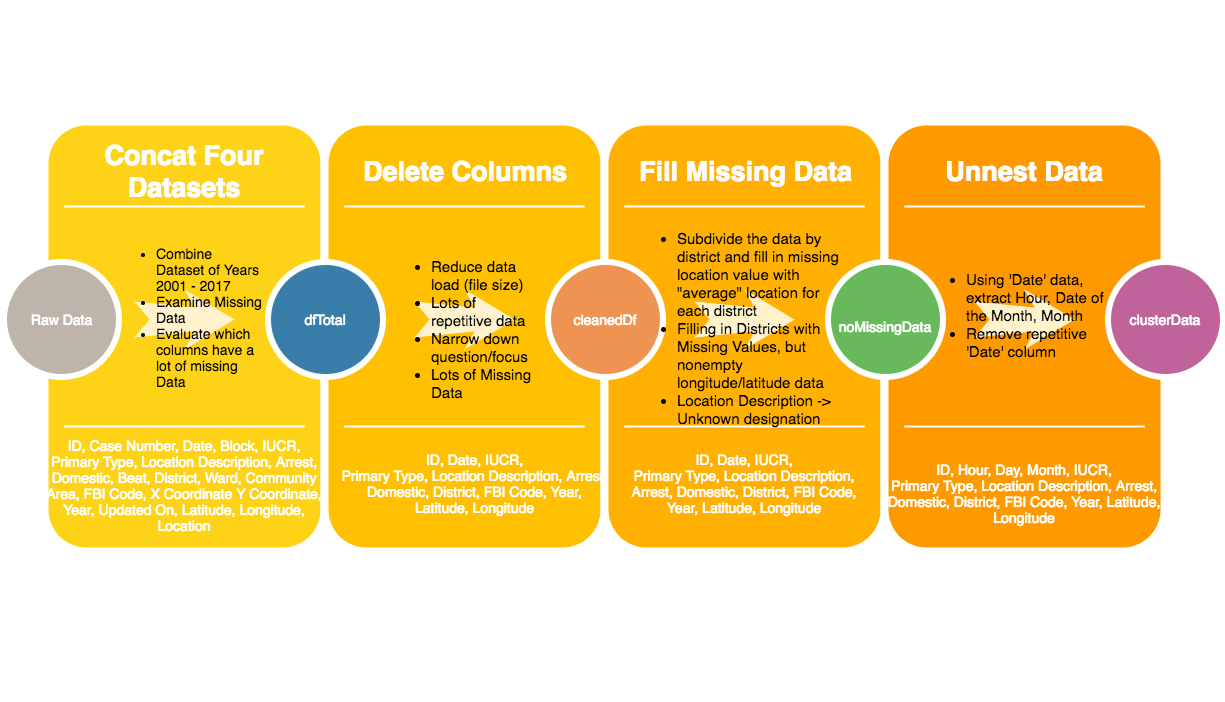 Concat Four
Datasets
Raw Data
• Combine
Dataset of Years
2001 - 2017
• Examine Missing
Data
• Evaluate which
columns have a
lot of missing
Data
ID, Case Number, Date, Block, IUCR,
Primary Type, Location Description, Arrest,
Domestic, Beat, District, Ward, Community
Area, FBI Code, X Coordinate Y Coordinate,
Year, Updated On, Latitude, Longitude,
Location
dfTotal
Delete Columns
• Reduce data
load (file size)
• Lots of
repetitive data
• Narrow down
question/focus
• Lots of Missing
Data
ID, Date, IUCR,
Primary Type, Location Description, Arres
Domestic, District, FBI Code, Year,
Latitude, Longitude
cleanedDf
Fill Missing Data
• Subdivide the data by
district and fill in missing
location value with
"average" location for
each district
• Filling in Districts with
Missing Values, but
nonempty
longitude/latitude data
• Location Description ->
Unknown designation
ID, Date, IUCR,
Primary Type, Location Description,
Arrest, Domestic, District, FBI Code,
Year, Latitude, Longitude
noMissingData
Unnest Data
• Using 'Date' data,
extract Hour, Date of
the Month, Month
• Remove repetitive
'Date' column
ID, Hour, Day, Month, IUCR,
Primary Type, Location Description, Arrest,
Domestic, District, FBI Code, Year, Latitude,
Longitude
clusterData